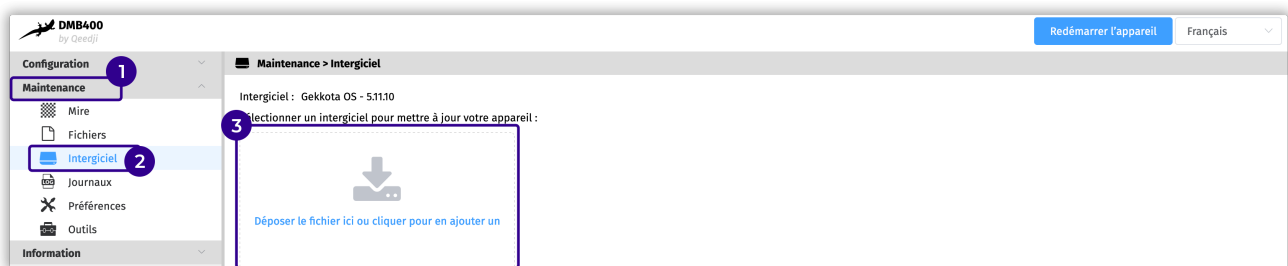 DMB400
by Qeedji
Redémarrer l'appareil
Français
Configuration
1
Maintenance
Mire
Fichiers
Intergiciel
2
LOG
Journaux
Préférences
Outils
Information
Maintenance > Intergiciel
Intergiciel : Gekkota OS - 5.11.10
3
un intergiciel pour mettre à jour votre appareil :
Déposer le fichier ici ou cliquer pour en ajouter un